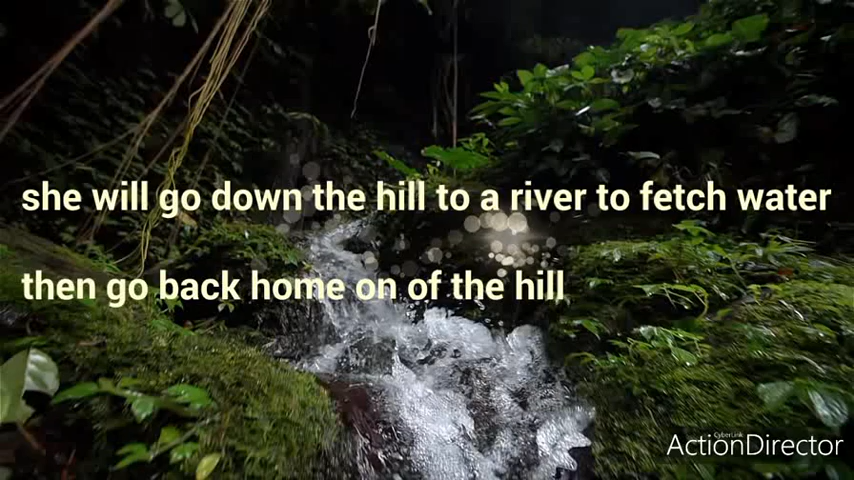 she will go down the hill to a river to fetch water
then go back home on of the hill
CyberLink
ActionDirector